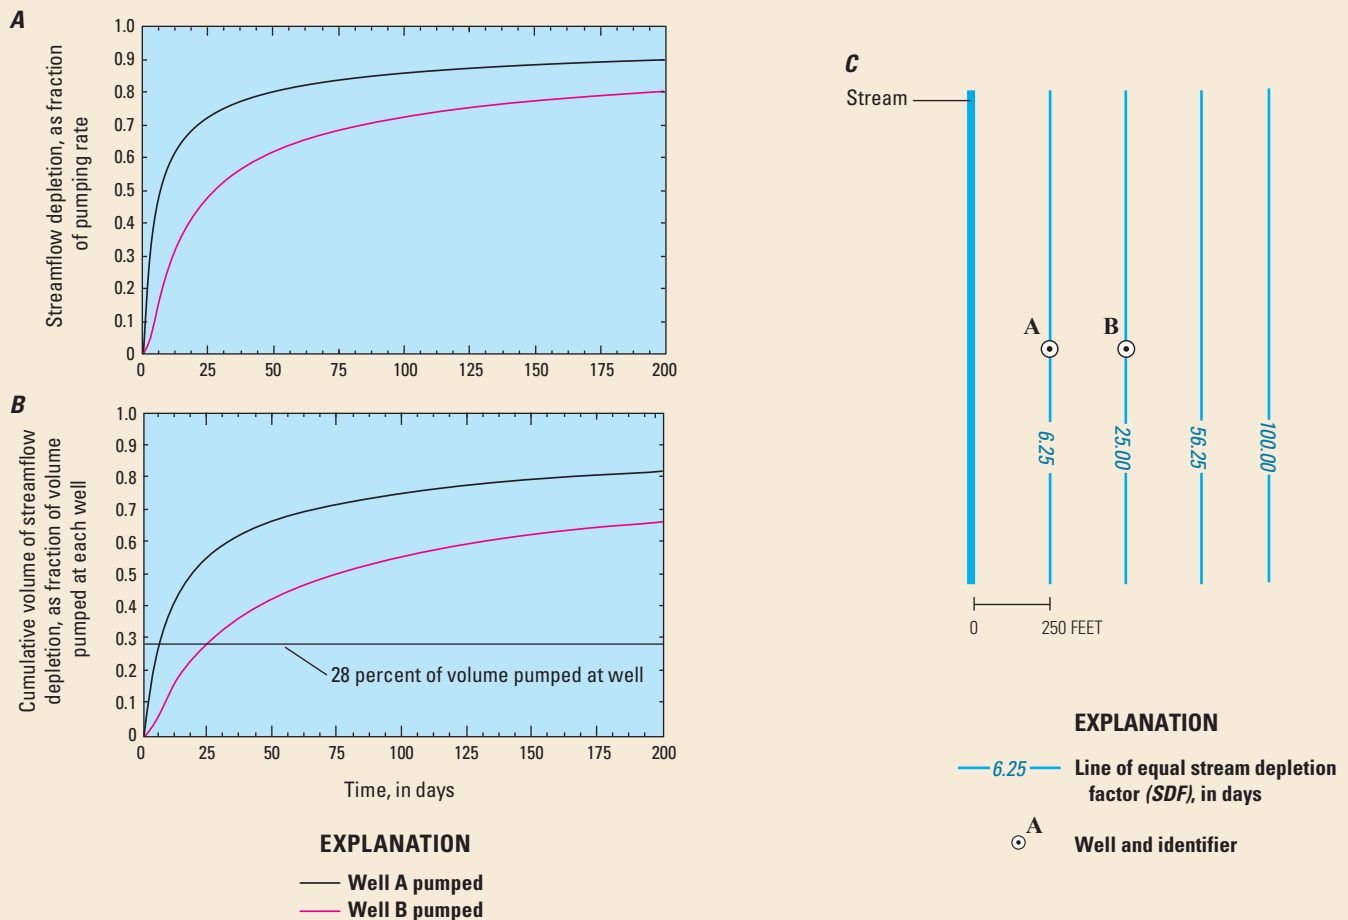 A
Streamflow depletion, as fraction
of pumping rate
1.0
0.9
0.8
0.7
0.6
0.5
0.4
0.3
0.2
0.1
0
0 25 50 75 100 125 150 175 200
B
Cumulative volume of streamflow
depletion, as fraction of volume
pumped at each well
1.0
0.9
0.8
0.7
0.6
0.5
0.4
0.3
0.2
0.1
0
28 percent of volume pumped at well
0 25 50 75 100 125 150 175 200
Time, in days
EXPLANATION
Well A pumped
Well B pumped
C
Stream
A
B
6.25
25.00
56.25
100.00
0 250 FEET
EXPLANATION
6.25 Line of equal stream depletion
factor (SDF), in days
A Well and identifier